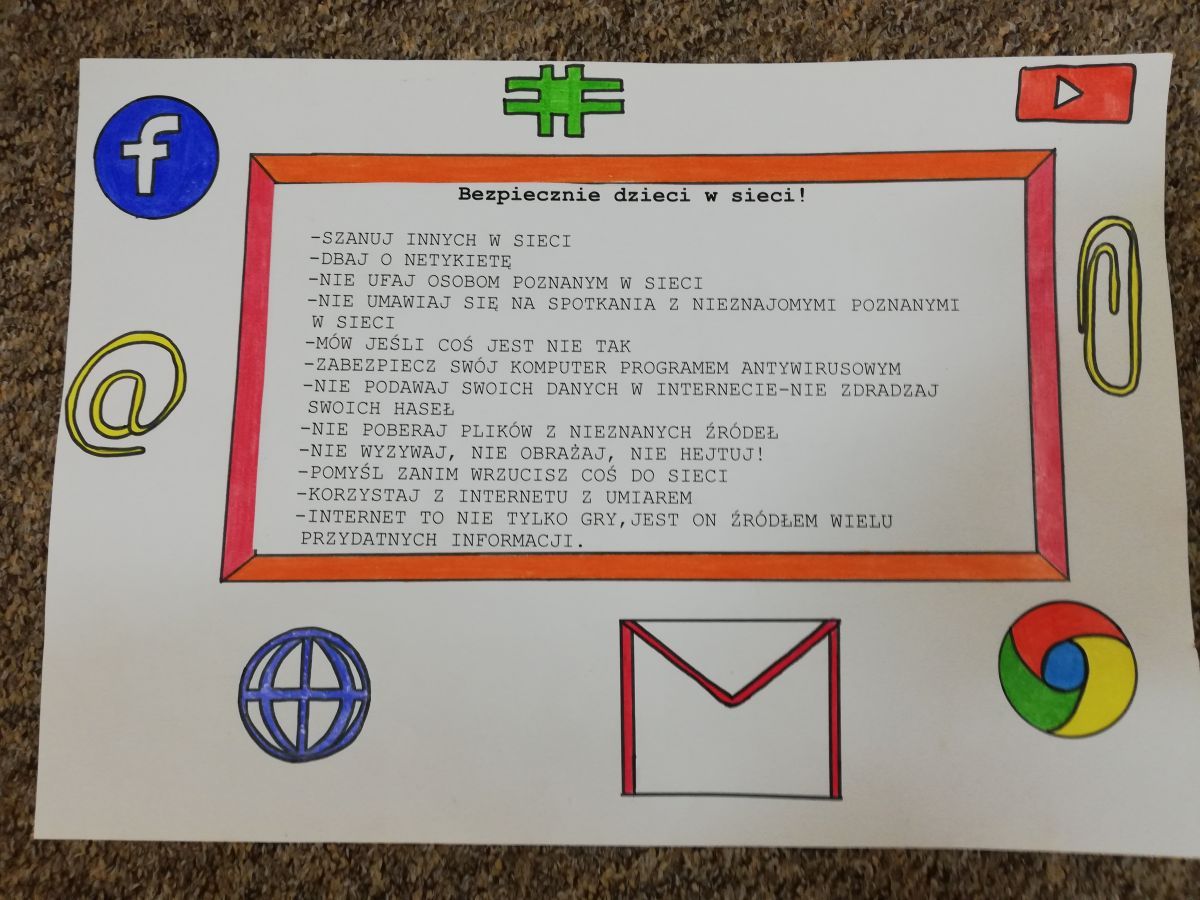 Bezpiecznie dzieci w sieci!
-SZANUJ INNYCH W SIECI
-DBAJ O NETYKIETĘ
-NIE UFAJ OSOBOM POZNANYM W SIECI
-NIE UMAWIAJ SIĘ NA SPOTKANIA Z NIEZNAJOMYMI POZNANYMI
W SIECI
-MÓW JEŚLI COŚ JEST NIE TAK
-ZABEZPIECZ SWÓJ KOMPUTER PROGRAMEM ANTYWIRUSOWYM
-NIE PODAWAJ SWOICH DANYCH W INTERNECIE-NIE ZDRADZAJ
SWOICH HASEŁ
-NIE POBERAJ PLIKÓW Z NIEZNANYCH ŹRÓDEŁ
-NIE WYZYWAJ, NIE OBRAŻAJ, NIE HEJTUJ!
-POMYŚL ZANIM WRZUCISZ COŚ DO SIECI
-KORZYSTAJ Z INTERNETU Z UMIAREM
-INTERNET TO NIE TYLKO GRY,JEST ON ŹRÓDŁEM WIELU
PRZYDATNYCH INFORMACJI.